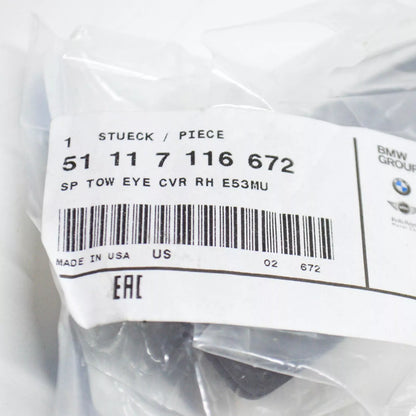 1 STUECK / PIECE
51 11 7 116 672
SP TOW EYE CVR RH E53MU
MADE IN USA US 02 672
EAC
BMW
GROUP